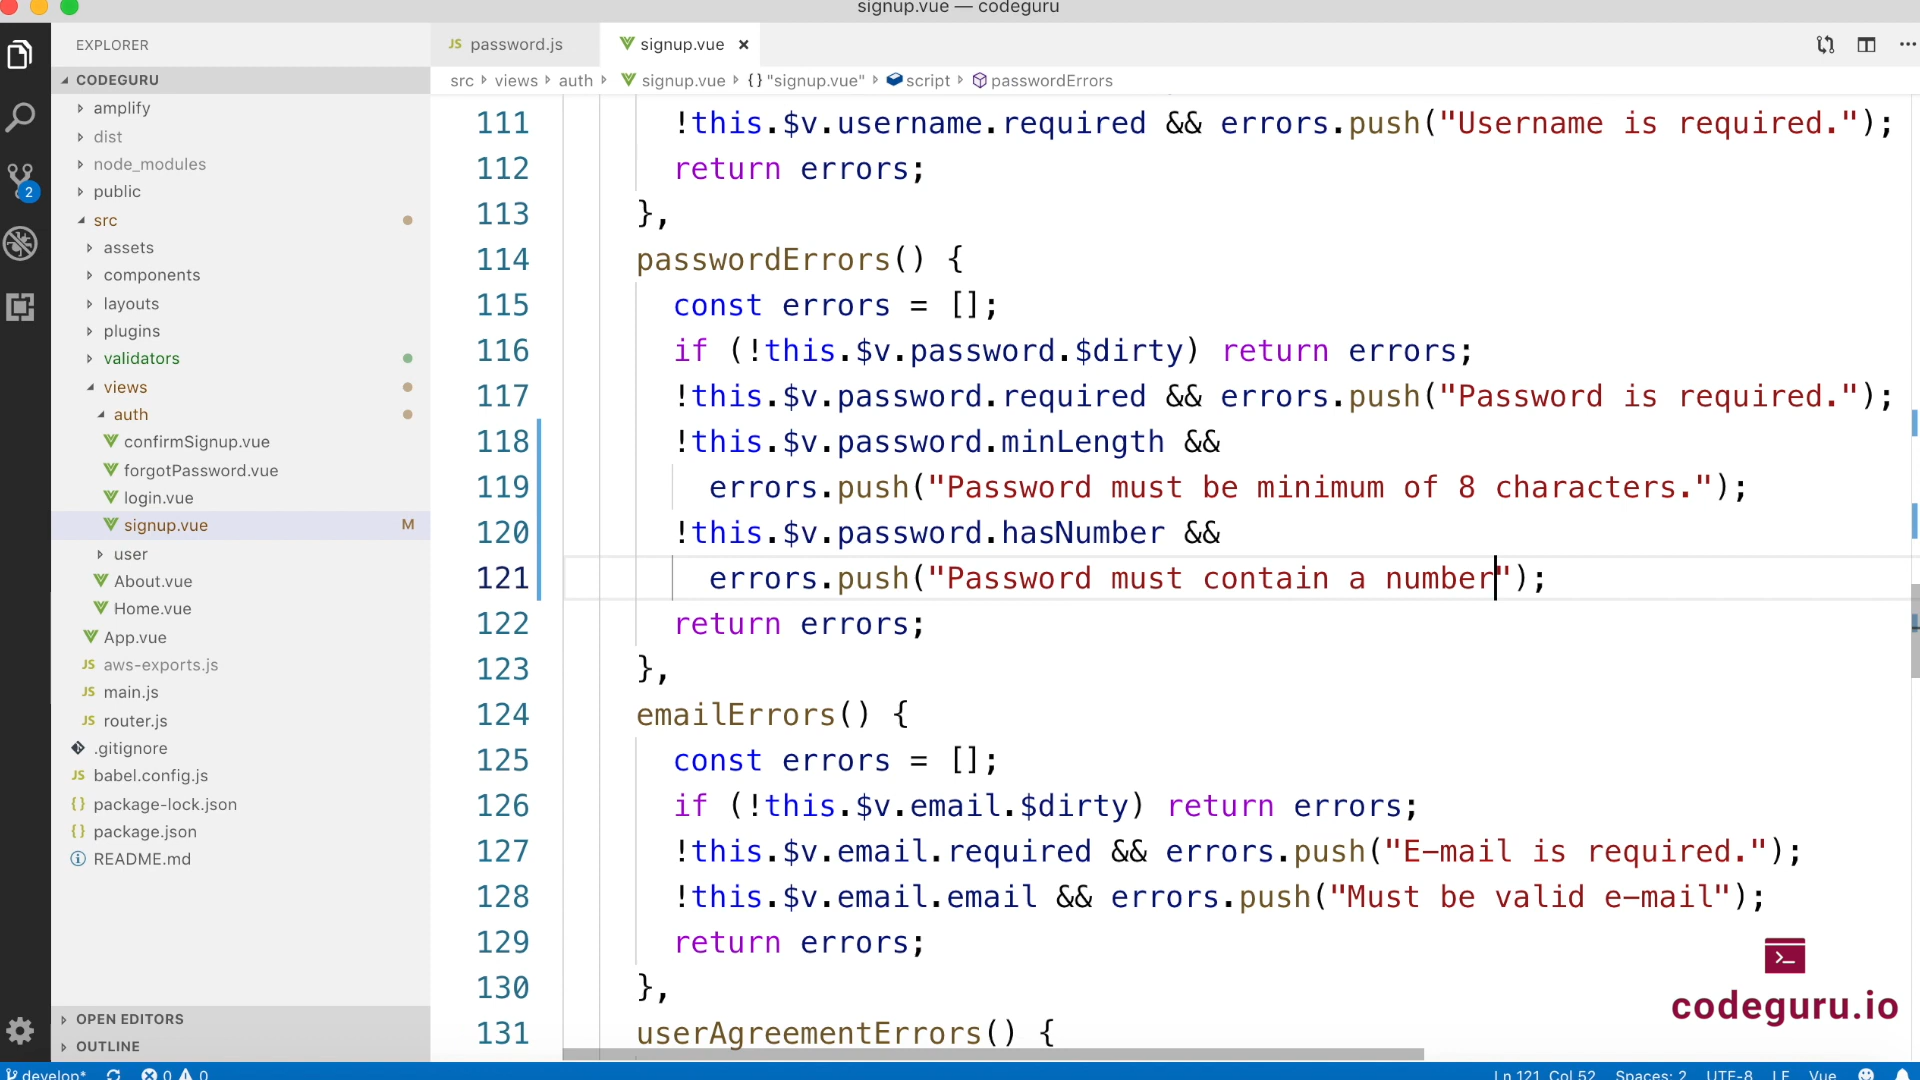 signup.vue — codeguru
EXPLORER
JS password.js
signup.vue ×
CODEGURU
src views auth signup.vue {} "signup.vue" script passwordErrors
amplify
dist
node_modules
public
src
assets
components
layouts
plugins
validators
views
auth
confirmSignup.vue
forgotPassword.vue
login.vue
signup.vue M
user
About.vue
Home.vue
App.vue
JS aws-exports.js
JS main.js
JS router.js
.gitignore
JS babel.config.js
{} package-lock.json
{} package.json
README.md
OPEN EDITORS
OUTLINE
2
111 !this.$v.username.required && errors.push("Username is required.");
112 return errors;
113 },
114 passwordErrors() {
115 const errors = [];
116 if (!this.$v.password.$dirty) return errors;
117 !this.$v.password.required && errors.push("Password is required.");
118 !this.$v.password.minLength &&
119 errors.push("Password must be minimum of 8 characters.");
120 !this.$v.password.hasNumber &&
121 errors.push("Password must contain a number");
122 return errors;
123 },
124 emailErrors() {
125 const errors = [];
126 if (!this.$v.email.$dirty) return errors;
127 !this.$v.email.required && errors.push("E-mail is required.");
128 !this.$v.email.email && errors.push("Must be valid e-mail");
129 return errors;
130 },
131 userAgreementErrors() {
codeguru.io
develop* 0 0 Ln 121, Col 52 Spaces: 2 UTF-8 LF Vue